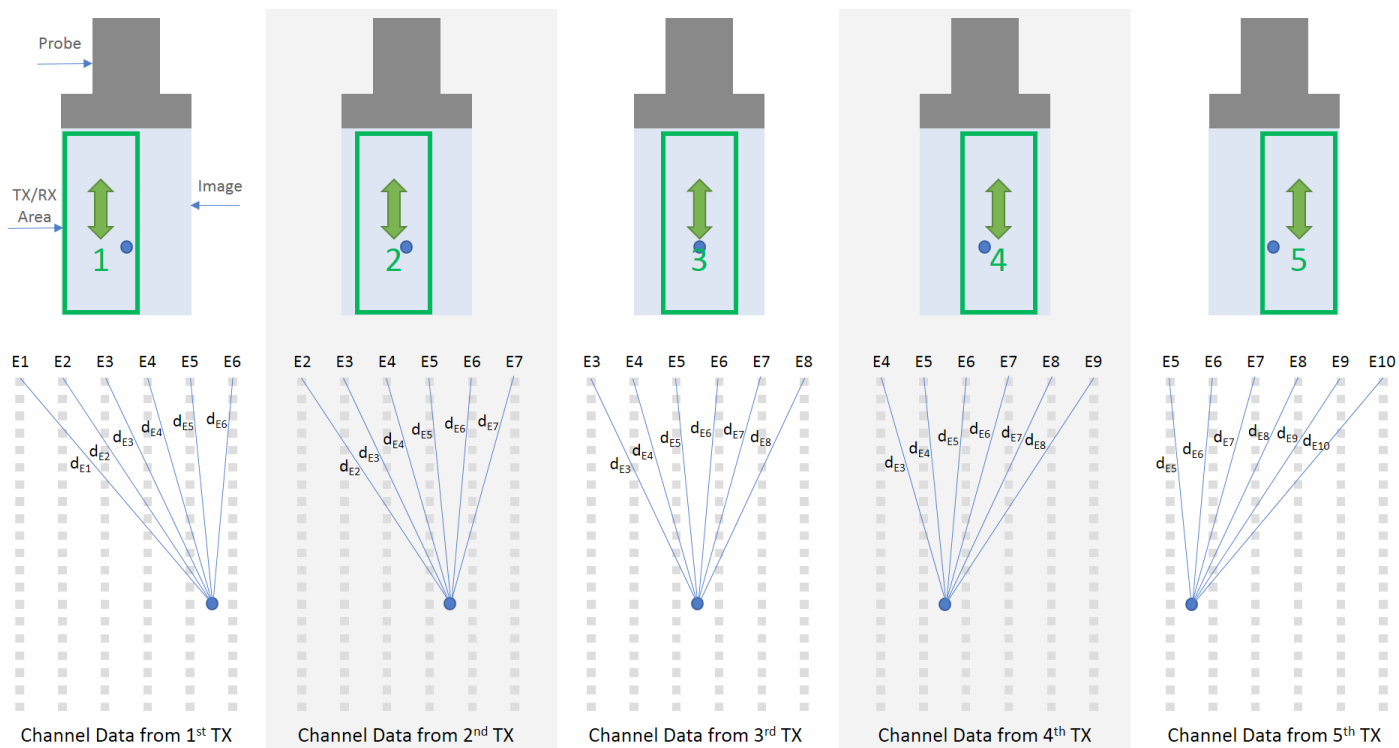 Probe
TX/RX
Area
Image
1
2
3
4
5
E1 E2 E3 E4 E5 E6
dE1 dE2 dE3 dE4 dE5 dE6
Channel Data from 1st TX
E2 E3 E4 E5 E6 E7
dE2 dE3 dE4 dE5 dE6 dE7
Channel Data from 2nd TX
E3 E4 E5 E6 E7 E8
dE3 dE4 dE5 dE6 dE7 dE8
Channel Data from 3rd TX
E4 E5 E6 E7 E8 E9
dE3 dE4 dE5 dE6 dE7 dE8
Channel Data from 4th TX
E5 E6 E7 E8 E9 E10
dE5 dE6 dE7 dE8 dE9 dE10
Channel Data from 5th TX